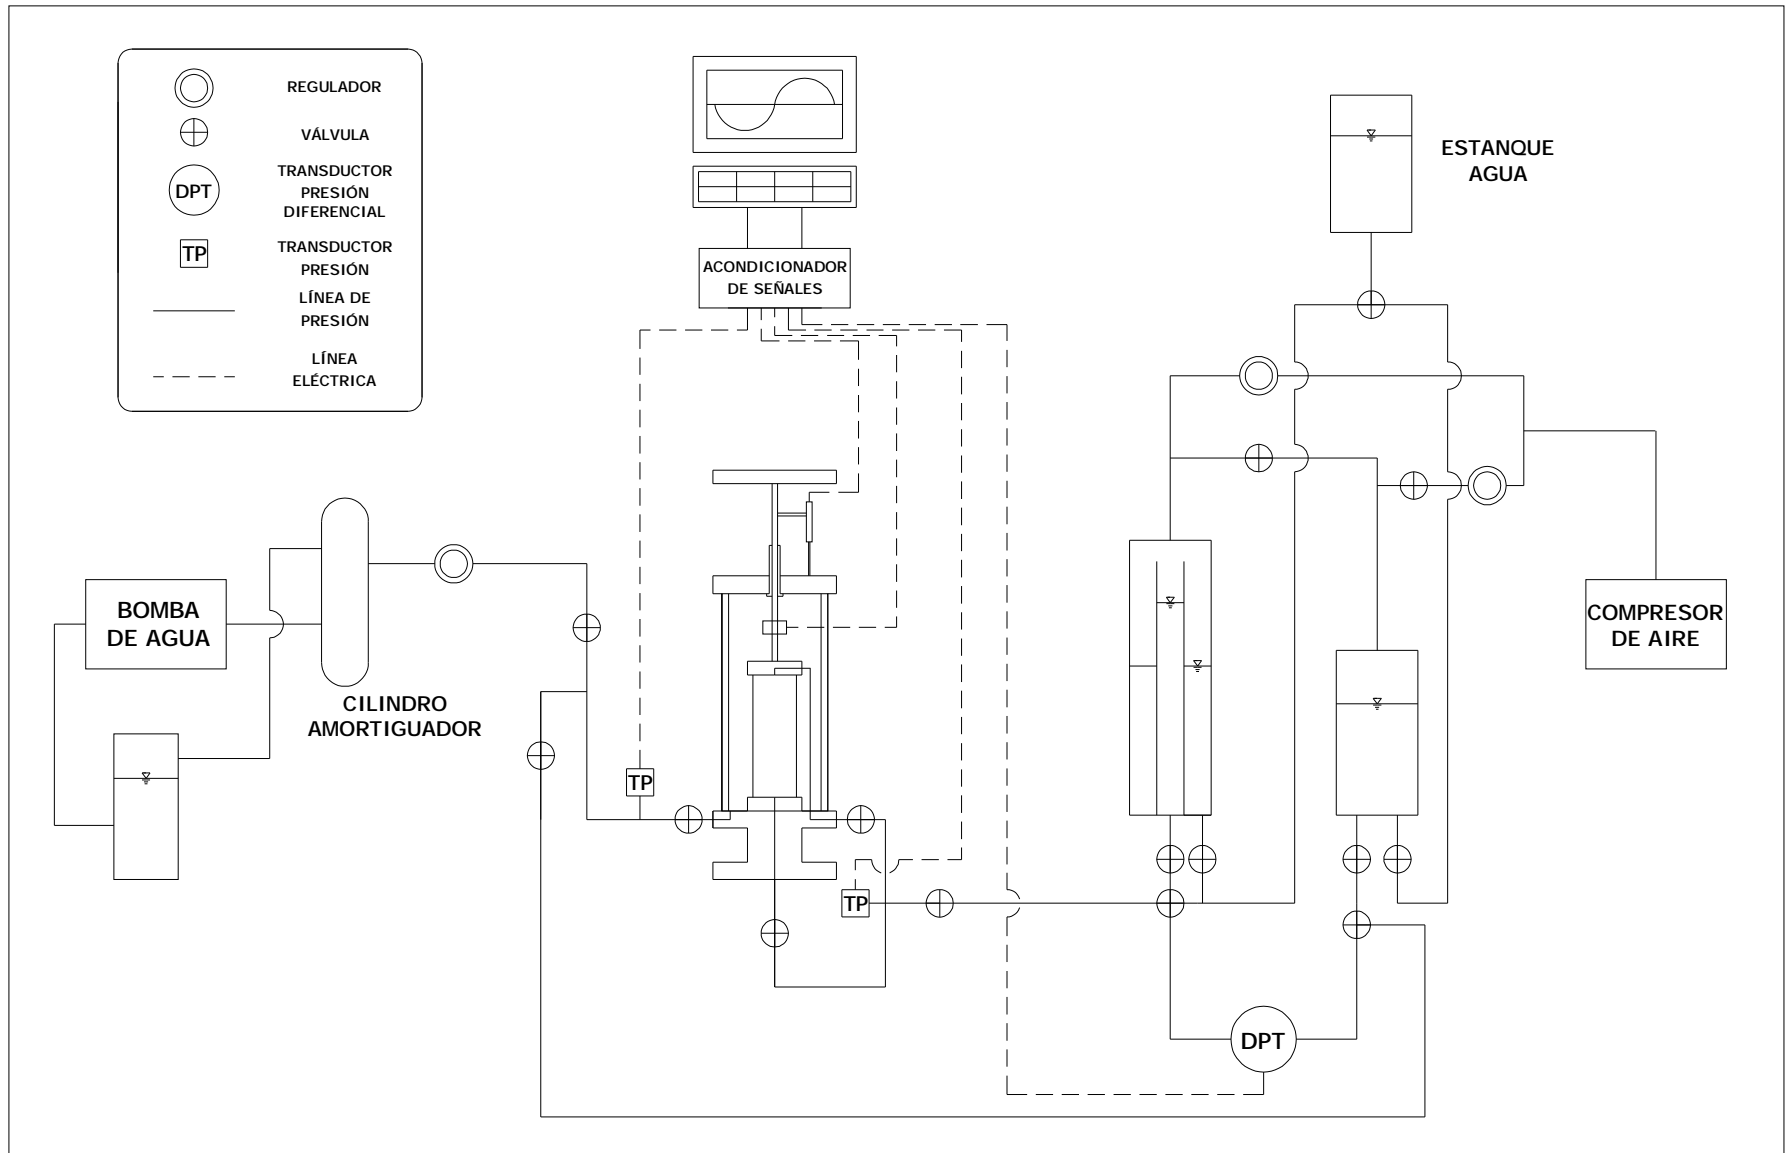 REGULADOR
VÁLVULA
DPT
TRANSDUCTOR
PRESIÓN
DIFERENCIAL
TP
TRANSDUCTOR
PRESIÓN
LÍNEA DE
PRESIÓN
LÍNEA
ELÉCTRICA
ACONDICIONADOR
DE SEÑALES
ESTANQUE
AGUA
BOMBA
DE AGUA
CILINDRO
AMORTIGUADOR
COMPRESOR
DE AIRE
TP
TP
DPT